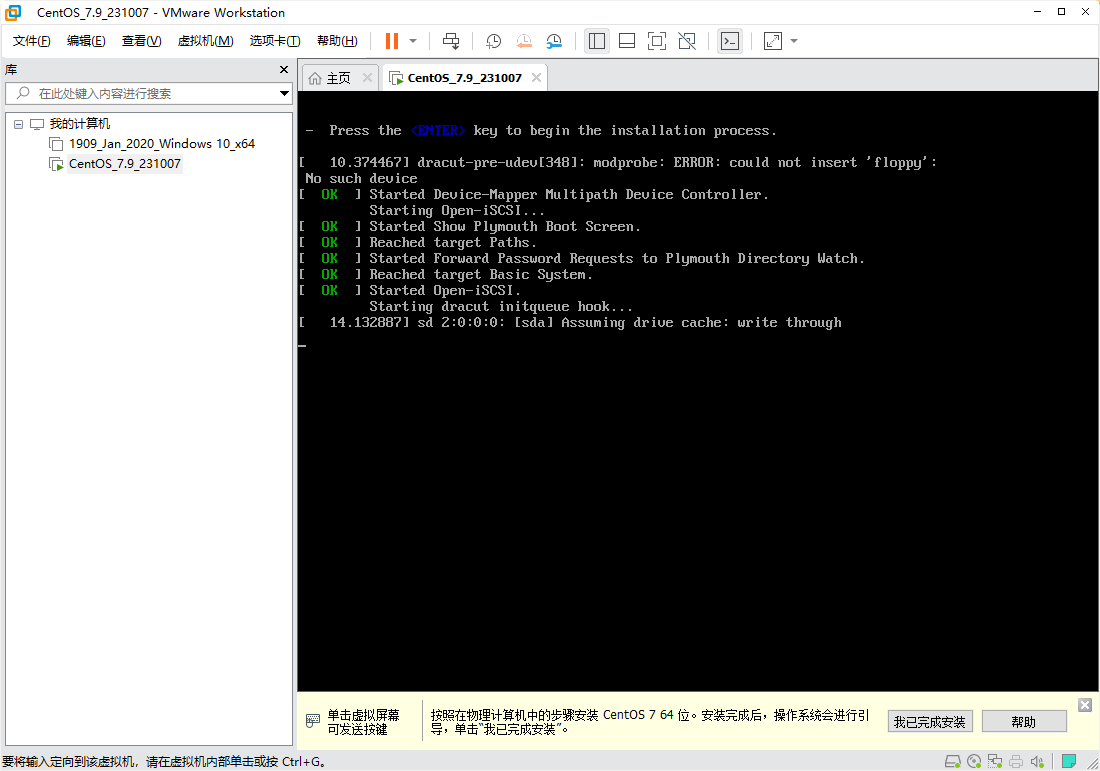 CentOS_7.9_231007 - VMware Workstation
文件(F) 编辑(E) 查看(V) 虚拟机(M) 选项卡(T) 帮助(H)
库
在此处键入内容进行搜索
我的计算机
1909_Jan_2020_Windows 10_x64
CentOS_7.9_231007
主页 CentOS_7.9_231007
- Press the <ENTER> key to begin the installation process.
[   10.374467] dracut-pre-udev[348]: modprobe: ERROR: could not insert 'floppy':
No such device
[  OK  ] Started Device-Mapper Multipath Device Controller.
Starting Open-iSCSI...
[  OK  ] Started Show Plymouth Boot Screen.
[  OK  ] Reached target Paths.
[  OK  ] Started Forward Password Requests to Plymouth Directory Watch.
[  OK  ] Reached target Basic System.
[  OK  ] Started Open-iSCSI.
Starting dracut initqueue hook...
[   14.132887] sd 2:0:0:0: [sda] Assuming drive cache: write through
单击虚拟屏幕
可发送按键
按照在物理计算机中的步骤安装 CentOS 7 64 位。安装完成后，操作系统会进行引
导，单击“我已完成安装”。
我已完成安装 帮助
要将输入定向到该虚拟机，请在虚拟机内部单击或按 Ctrl+G。